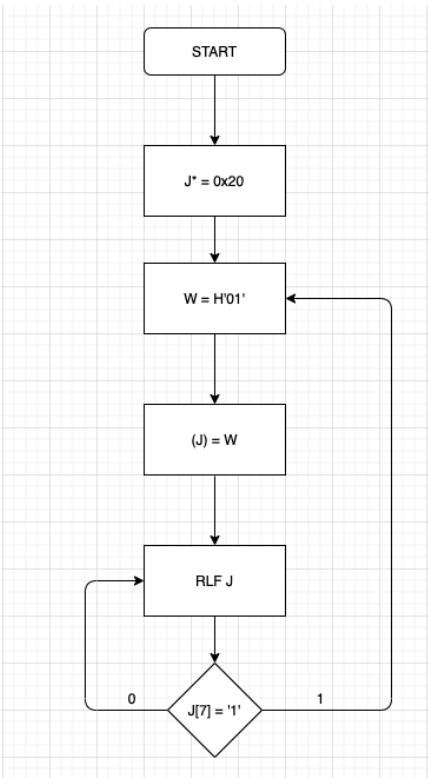 START
J* = 0x20
W = H'01'
(J) = W
RLF J
0
J[7] = '1'
1